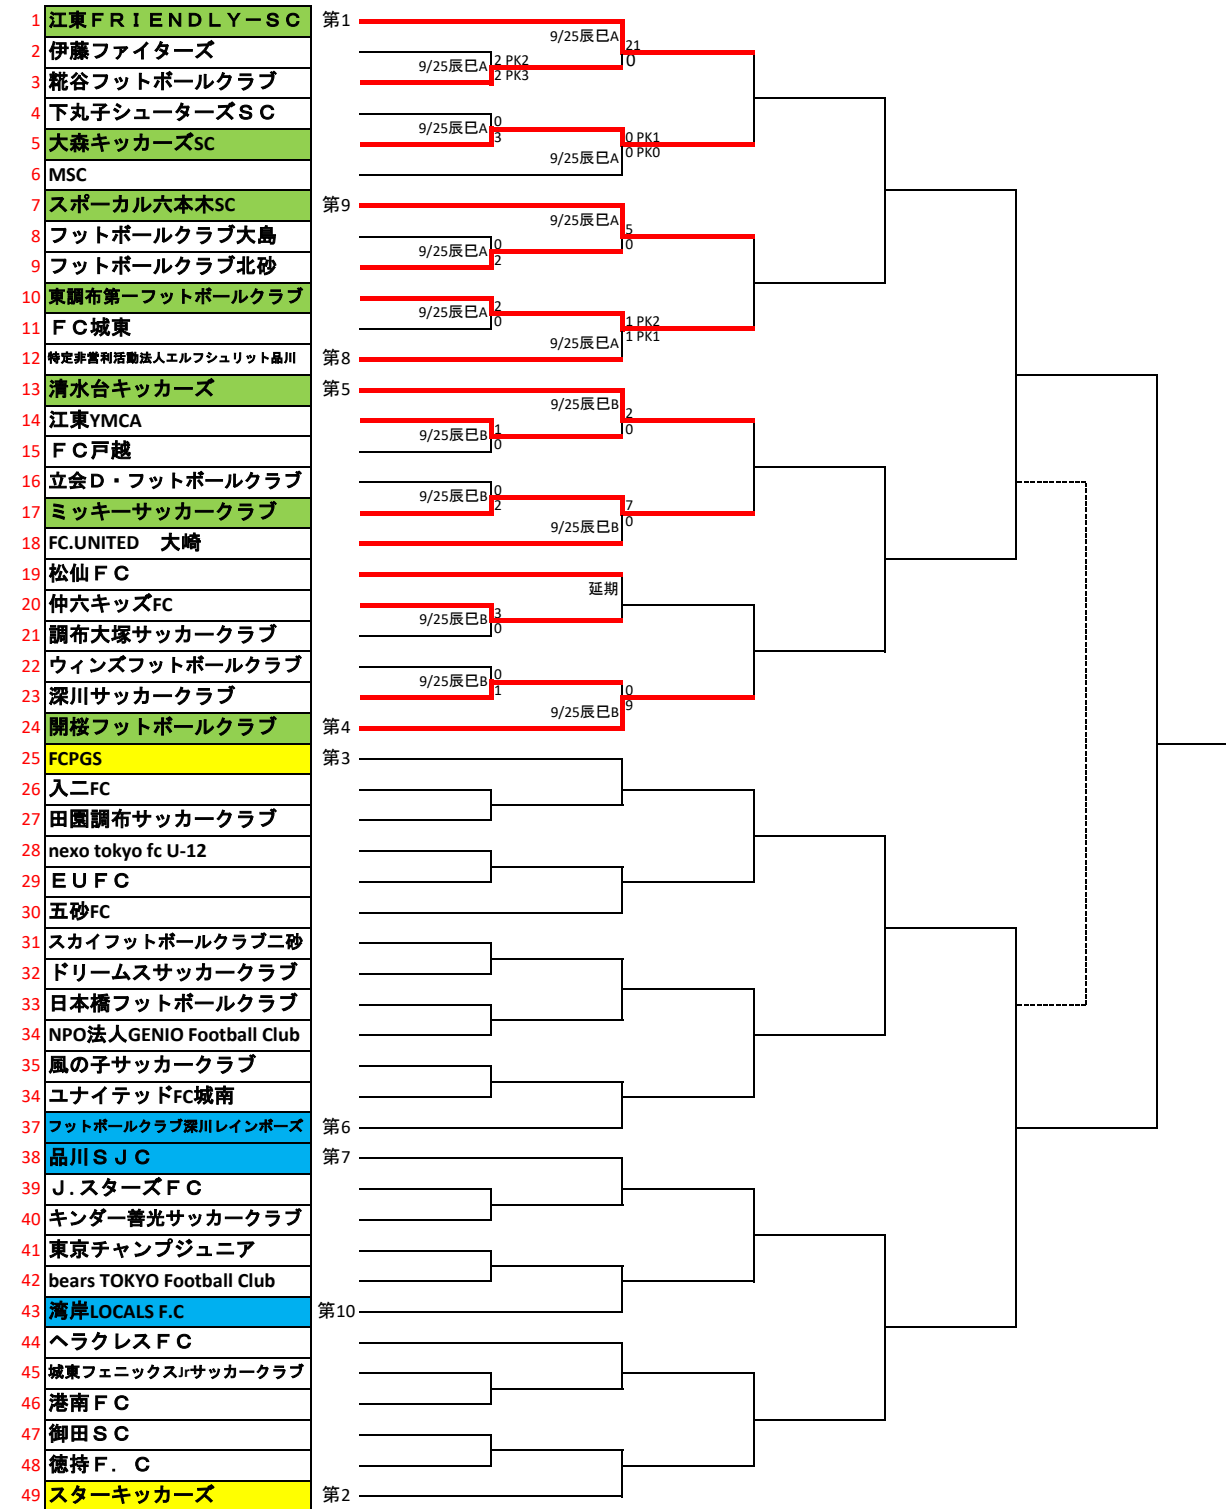 1 江東ＦＲＩＥＮＤＬＹーＳＣ 第1
9/25辰巳A
21
0
2 伊藤ファイターズ
9/25辰巳A
2 PK2
2 PK3
3 糀谷フットボールクラブ
4 下丸子シューターズＳＣ
9/25辰巳A
0
3
5 大森キッカーズSC
0 PK1
0 PK0
9/25辰巳A
6 MSC
7 スポーカル六本木SC 第9
9/25辰巳A
5
0
8 フットボールクラブ大島
9/25辰巳A
0
2
9 フットボールクラブ北砂
10 東調布第一フットボールクラブ
9/25辰巳A
2
0
11 ＦＣ城東
1 PK2
1 PK1
9/25辰巳A
12 特定非営利活動法人エルフシュリット品川 第8
13 清水台キッカーズ 第5
9/25辰巳B
2
0
14 江東YMCA
9/25辰巳B
1
0
15 ＦＣ戸越
16 立会Ｄ・フットボールクラブ
9/25辰巳B
0
2
17 ミッキーサッカークラブ
7
0
9/25辰巳B
18 FC.UNITED　大崎
19 松仙ＦＣ
延期
20 仲六キッズFC
9/25辰巳B
3
0
21 調布大塚サッカークラブ
22 ウィンズフットボールクラブ
9/25辰巳B
0
1
23 深川サッカークラブ
0
9
9/25辰巳B
24 開桜フットボールクラブ 第4
25 FCPGS 第3
26 入二FC
27 田園調布サッカークラブ
28 nexo tokyo fc U-12
29 ＥＵＦＣ
30 五砂FC
31 スカイフットボールクラブ二砂
32 ドリームスサッカークラブ
33 日本橋フットボールクラブ
34 NPO法人GENIO Football Club
35 風の子サッカークラブ
34 ユナイテッドFC城南
37 フットボールクラブ深川レインボーズ 第6
38 品川ＳＪＣ 第7
39 Ｊ.スターズＦＣ
40 キンダー善光サッカークラブ
41 東京チャンプジュニア
42 bears TOKYO Football Club
43 湾岸LOCALS F.C 第10
44 ヘラクレスＦＣ
45 城東フェニックスJrサッカークラブ
46 港南ＦＣ
47 御田ＳＣ
48 徳持Ｆ．Ｃ
49 スターキッカーズ 第2